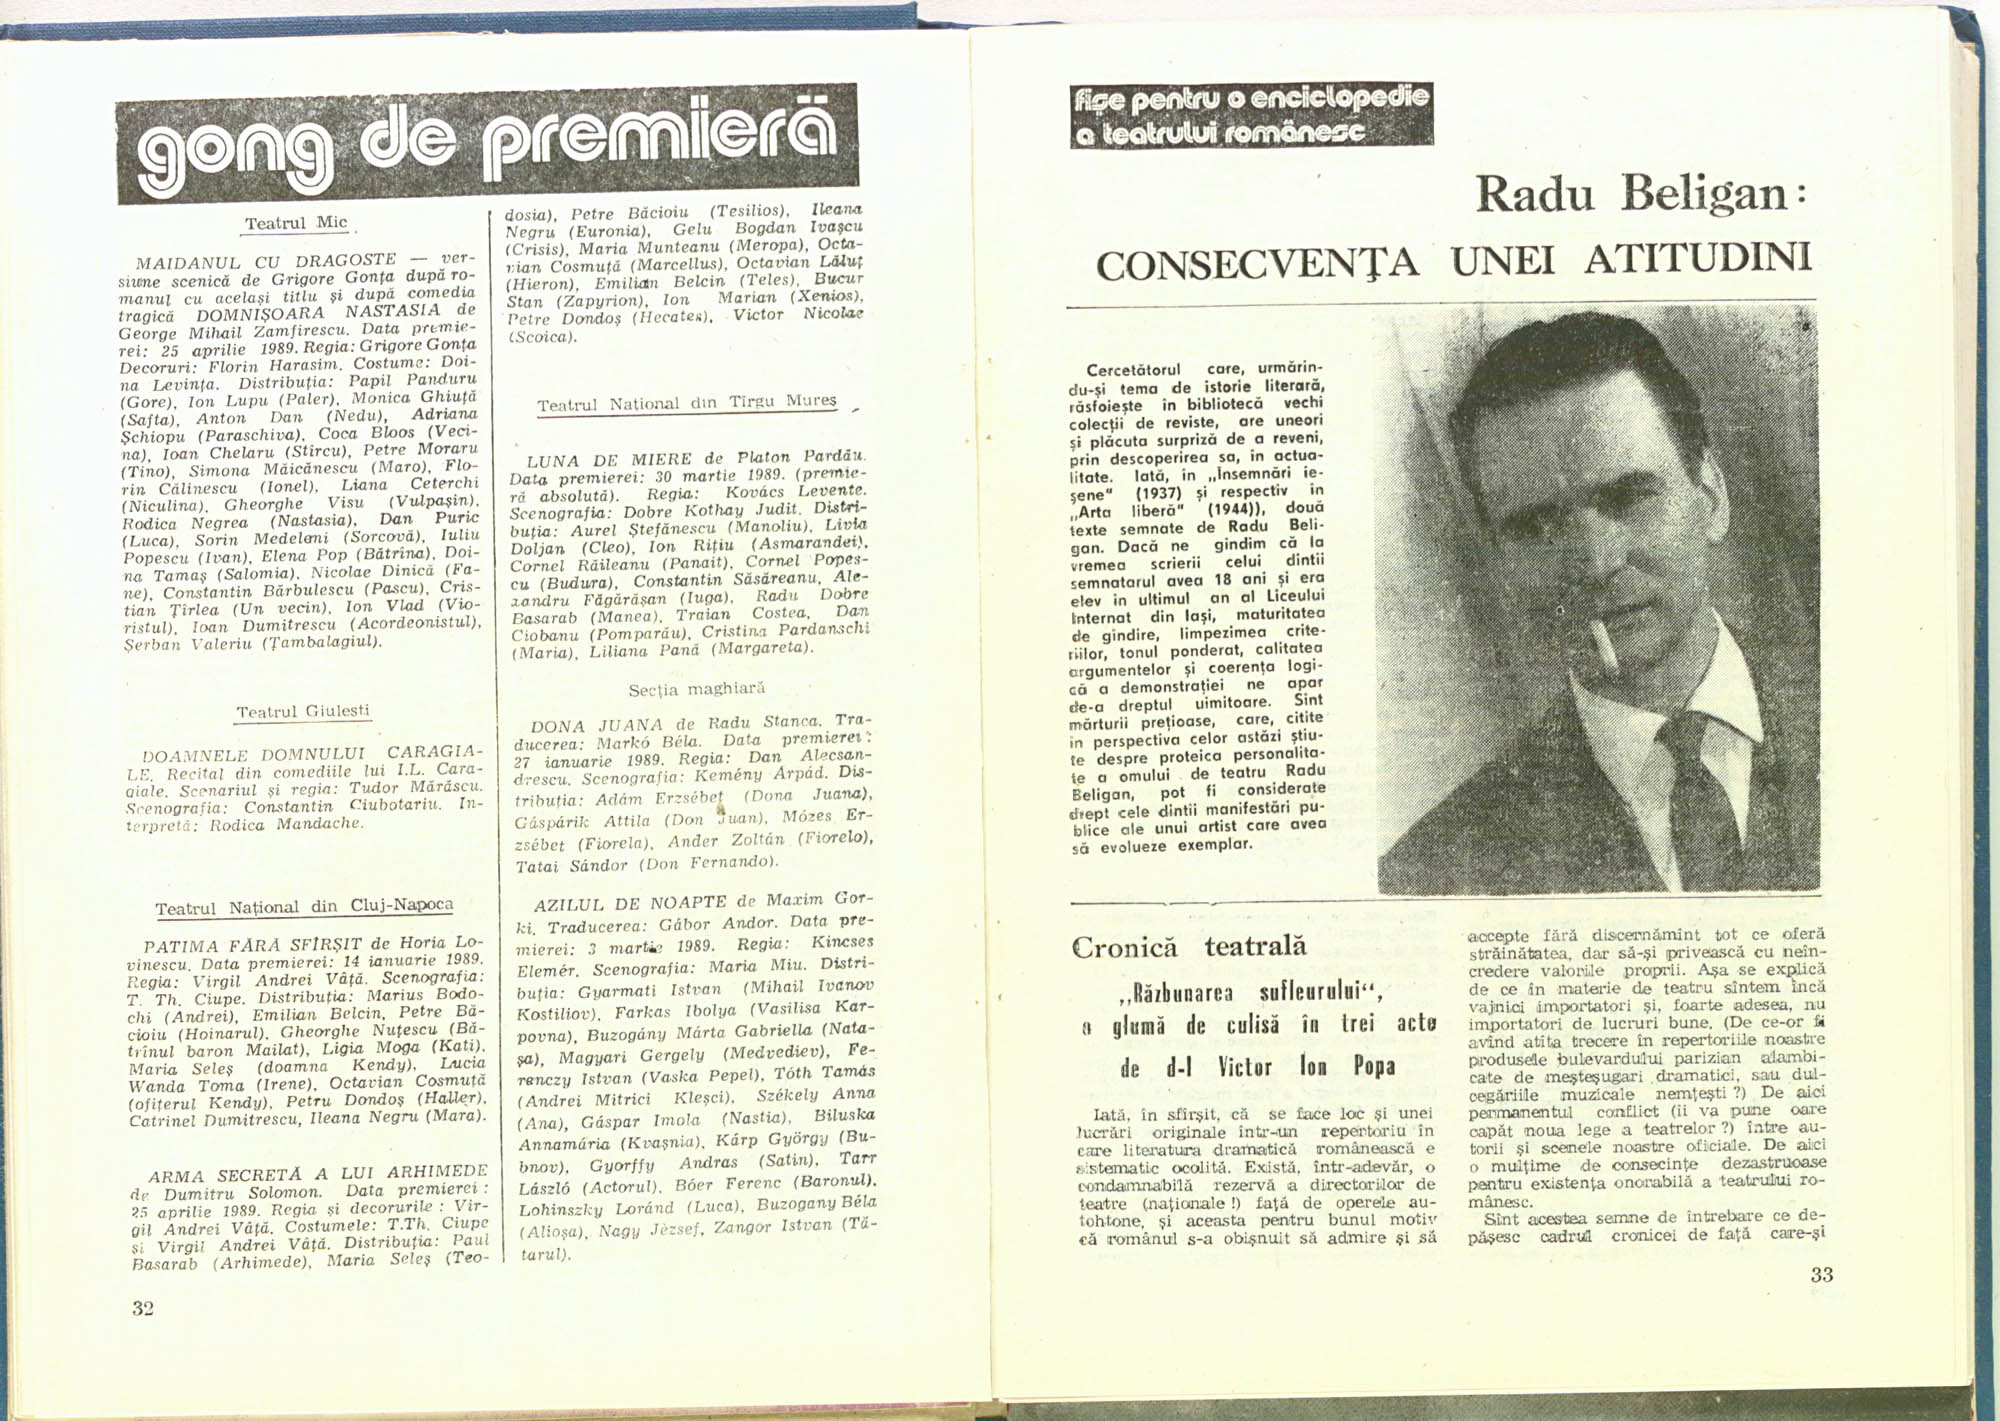 gong de premieră
Teatrul Mic
MAIDANUL CU DRAGOSTE — ver-
siune scenică de Grigore Gonța după ro-
manul cu același titlu și după comedia
tragică DOMNIȘOARA NASTASIA de
George Mihail Zamfirescu. Data premie-
rei: 25 aprilie 1989. Regia: Grigore Gonța
Decoruri: Florin Harasim. Costume: Doi-
na Levința. Distribuția: Papil Panduru
(Gore), Ion Lupu (Paler), Monica Ghiuță
(Safta), Anton Dan (Nedu), Adriana
Șchiopu (Paraschiva), Coca Bloos (Veci-
na), Ioan Chelaru (Stircu), Petre Moraru
(Tino), Simona Măicănescu (Maro), Flo-
rin Călinescu (Ionel), Liana Ceterchi
(Niculina), Gheorghe Visu (Vulpașin),
Rodica Negrea (Nastasia), Dan Puric
(Luca), Sorin Medeleni (Sorcovă), Iuliu
Popescu (Ivan), Elena Pop (Bătrîna), Doi-
na Tamaș (Salomia), Nicolae Dinică (Fa-
ne), Constantin Bărbulescu (Pascu), Cris-
tian Țîrlea (Un vecin), Ion Vlad (Vio-
ristul), Ioan Dumitrescu (Acordeonistul),
Șerban Valeriu (Țambalagiul).
Teatrul Giulești
DOAMNELE DOMNULUI CARAGIA-
LE. Recital din comediile lui I.L. Cara-
giale. Scenariul și regia: Tudor Mărăscu.
Scenografia: Constantin Ciubotariu. In-
terpretă: Rodica Mandache.
Teatrul Național din Cluj-Napoca
PATIMA FĂRĂ SFÎRȘIT de Horia Lo-
vinescu. Data premierei: 14 ianuarie 1989.
Regia: Virgil Andrei Vâță. Scenografia:
T. Th. Ciupe. Distribuția: Marius Bodo-
chi (Andrei), Emilian Belcin, Petre Bă-
cioiu (Hoinarul), Gheorghe Nuțescu (Bă-
trînul baron Mailat), Ligia Moga (Kati),
Maria Seleș (doamna Kendy), Lucia
Wanda Toma (Irene), Octavian Cosmuță
(ofițerul Kendy), Petru Dondoș (Haller),
Catrinel Dumitrescu, Ileana Negru (Mara).
ARMA SECRETĂ A LUI ARHIMEDE
de Dumitru Solomon. Data premierei:
25 aprilie 1989. Regia și decorurile: Vir-
gil Andrei Vâță. Costumele: T.Th. Ciupe
și Virgil Andrei Vâță. Distribuția: Paul
Basarab (Arhimede), Maria Seleș (Teo-
32
dosia), Petre Băcioiu (Tesilios), Ileana
Negru (Euronia), Gelu Bogdan Ivașcu
(Crisis), Maria Munteanu (Meropa), Octa-
vian Cosmuță (Marcellus), Octavian Lăluț
(Hieron), Emilian Belcin (Teles), Bucur
Stan (Zapyrion), Ion Marian (Xenios),
Petre Dondoș (Hecates), Victor Nicolae
(Scoica).
Teatrul Național din Tîrgu Mureș
LUNA DE MIERE de Platon Pardău.
Data premierei: 30 martie 1989. (premie-
ră absolută). Regia: Kovács Levente.
Scenografia: Dobre Kothay Judit. Distri-
buția: Aurel Ștefănescu (Manoliu), Livia
Doljan (Cleo), Ion Rițiu (Asmarandei),
Cornel Răileanu (Panait), Cornel Popes-
cu (Budura), Constantin Săsăreanu, Ale-
xandru Făgărășan (Iuga), Radu Dobre
Basarab (Manea), Traian Costea, Dan
Ciobanu (Pomparău), Cristina Pardanschi
(Maria), Liliana Pană (Margareta).
Secția maghiară
DONA JUANA de Radu Stanca. Tra-
ducerea: Markó Béla. Data premierei:
27 ianuarie 1989. Regia: Dan Alecsan-
drescu. Scenografia: Kemény Árpád. Dis-
tribuția: Adám Erzsébet (Dona Juana),
Gáspárik Attila (Don Juan), Mózes Er-
zsébet (Fiorela), Ander Zoltán (Fiorelo),
Tatai Sándor (Don Fernando).
AZILUL DE NOAPTE de Maxim Gor-
ki. Traducerea: Gábor Andor. Data pre-
mierei: 3 martie 1989. Regia: Kincses
Elemér. Scenografia: Maria Miu. Distri-
buția: Gyarmati Istvan (Mihail Ivanov
Kostiliov), Farkas Ibolya (Vasilisa Kar-
povna), Buzogány Márta Gabriella (Nata-
șa), Magyari Gergely (Medvediev), Fe-
renczy Istvan (Vaska Pepel), Tóth Tamás
(Andrei Mitrici Kleșci), Székely Anna
(Ana), Gáspar Imola (Nastia), Biluska
Annamária (Kvașnia), Kárp György (Bu-
bnov), Gyorffy Andras (Satin), Tarr
László (Actorul), Bóer Ferenc (Baronul),
Lohinszky Loránd (Luca), Buzogany Béla
(Alioșa), Nagy József, Zangor Istvan (Tă-
tarul).
fișe pentru o enciclopedie
a teatrului românesc
Radu Beligan:
CONSECVENȚA UNEI ATITUDINI
Cercetătorul care, urmărin-
du-și tema de istorie literară,
răsfoiește în bibliotecă vechi
colecții de reviste, are uneori
și plăcuta surpriză de a reveni,
prin descoperirea sa, în actua-
litate. Iată, în „Însemnări ie-
șene" (1937) și respectiv în
„Arta liberă" (1944)), două
texte semnate de Radu Beli-
gan. Dacă ne gindim că la
vremea scrierii celui dintîi
semnatarul avea 18 ani și era
elev în ultimul an al Liceului
Internat din Iași, maturitatea
de gîndire, limpezimea crite-
riilor, tonul ponderat, calitatea
argumentelor și coerența logi-
că a demonstrației ne apar
de-a dreptul uimitoare. Sînt
mărturii prețioase, care, citite
în perspectiva celor astăzi știu-
te despre proteica personalita-
te a omului de teatru Radu
Beligan, pot fi considerate
drept cele dintîi manifestări pu-
blice ale unui artist care avea
să evolueze exemplar.
Cronică teatrală
„Răzbunarea sufleurului“,
o glumă de culisă în trei acte
de d-l Victor Ion Popa
Iată, în sfîrșit, că se face loc și unei
lucrări originale într-un repertoriu în
care literatura dramatică românească e
sistematic ocolită. Există, într-adevăr, o
condamnabilă rezervă a directorilor de
teatre (naționale!) față de operele au-
tohtone, și aceasta pentru bunul motiv
că românul s-a obișnuit să admire și să
accepte fără discernămînt tot ce oferă
străinătatea, dar să-și privească cu neîn-
credere valorile proprii. Așa se explică
de ce în materie de teatru sîntem încă
vajnici importatori și, foarte adesea, nu
importatori de lucruri bune. (De ce-or fi
avînd atîta trecere în repertoriile noastre
produsele bulevardului parizian alambi-
cate de meșteșugari dramatici, sau dul-
cegăriile muzicale nemțești?) De aici
permanentul conflict (îi va pune oare
capăt noua lege a teatrelor?) între au-
torii și scenele noastre oficiale. De aici
o mulțime de consecințe dezastruoase
pentru existența onorabilă a teatrului ro-
mânesc.
Sînt acestea semne de întrebare ce de-
pășesc cadrul cronicei de față care-și
33